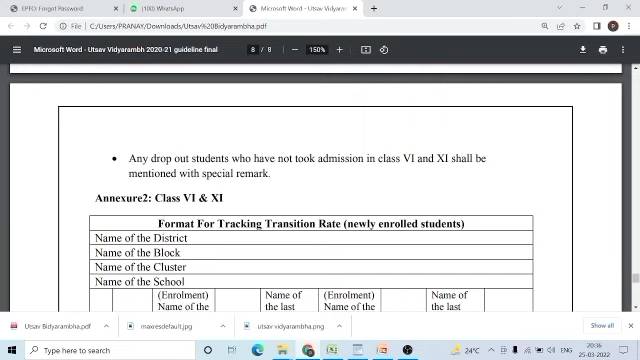 EPTO: Forgot Password
(100) WhatsApp
Microsoft Word - Utsav Vidyaram
File
C:/Users/PRANAY/Downloads/Utsav%20Bidyarambha.pdf
P
Microsoft Word - Utsav Vidyarambh 2020-21 guideline final
8 / 8
150%
• Any drop out students who have not took admission in class VI and XI shall be
mentioned with special remark.
Annexure2: Class VI & XI
Format For Tracking Transition Rate (newly enrolled students)
Name of the District
Name of the Block
Name of the Cluster
Name of the School
(Enrolment) Name of (Enrolment) Name of
Name of the the last Name of the the last
Utsav Bidyarambha.pdf
maxresdefault.jpg
utsav vidyarambha.png
Show all
Type here to search
24°C
ENG
20:36
25-03-2022